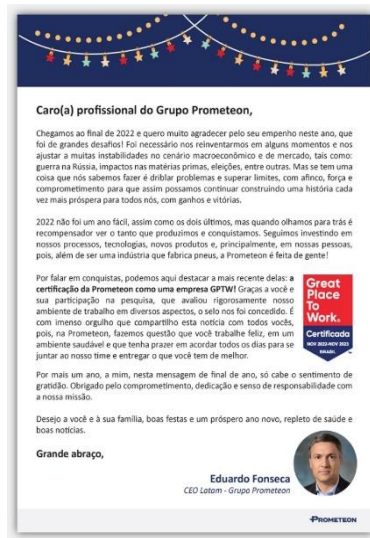 Caro(a) profissional do Grupo Prometeon,
Chegamos ao final de 2022 e quero muito agradecer pelo seu empenho neste ano, que
foi de grandes desafios! Foi necessário nos reinventarmos em alguns momentos e nos
ajustar a muitas instabilidades no cenário macroeconômico e de mercado, tais como:
guerra na Rússia, impactos nas matérias primas, eleições, entre outras. Mas se tem uma
coisa que nós sabemos fazer é driblar problemas e superar limites, com afinco, força e
comprometimento para que assim possamos continuar construindo uma história cada
vez mais próspera para todos nós, com ganhos e vitórias.
2022 não foi um ano fácil, assim como os dois últimos, mas quando olhamos para trás é
recompensador ver o tanto que produzimos e conquistamos. Seguimos investindo em
nossos processos, tecnologias, novos produtos e, principalmente, em nossas pessoas,
pois, além de ser uma indústria que fabrica pneus, a Prometeon é feita de gente!
Por falar em conquistas, podemos aqui destacar a mais recente delas: a
certificação da Prometeon como uma empresa GPTW! Graças a você e
sua participação na pesquisa, que avaliou rigorosamente nosso
ambiente de trabalho em diversos aspectos, o selo nos foi concedido. É
com imenso orgulho que compartilho esta notícia com todos vocês,
pois, na Prometeon, fazemos questão que você trabalhe feliz, em um
ambiente saudável e que tenha prazer em acordar todos os dias para se
juntar ao nosso time e entregar o que você tem de melhor.
Great
Place
To
Work.
Certificada
NOV 2022-NOV 2023
BRASIL
Por mais um ano, a mim, nesta mensagem de final de ano, só cabe o sentimento de
gratidão. Obrigado pelo comprometimento, dedicação e senso de responsabilidade com
a nossa missão.
Desejo a você e à sua família, boas festas e um próspero ano novo, repleto de saúde e
boas notícias.
Grande abraço,
Eduardo Fonseca
CEO Latam - Grupo Prometeon
PROMETEON